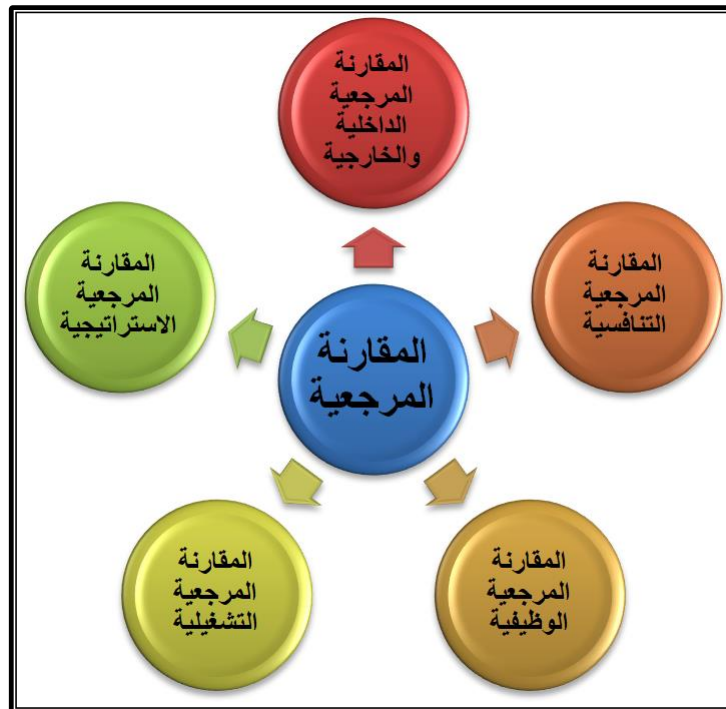 المقارنة
المرجعية
الداخلية
والخارجية
المقارنة
المرجعية
التنافسية
المقارنة
المرجعية
الاستراتيجية
المقارنة
المرجعية
المقارنة
المرجعية
الوظيفية
المقارنة
المرجعية
التشغيلية